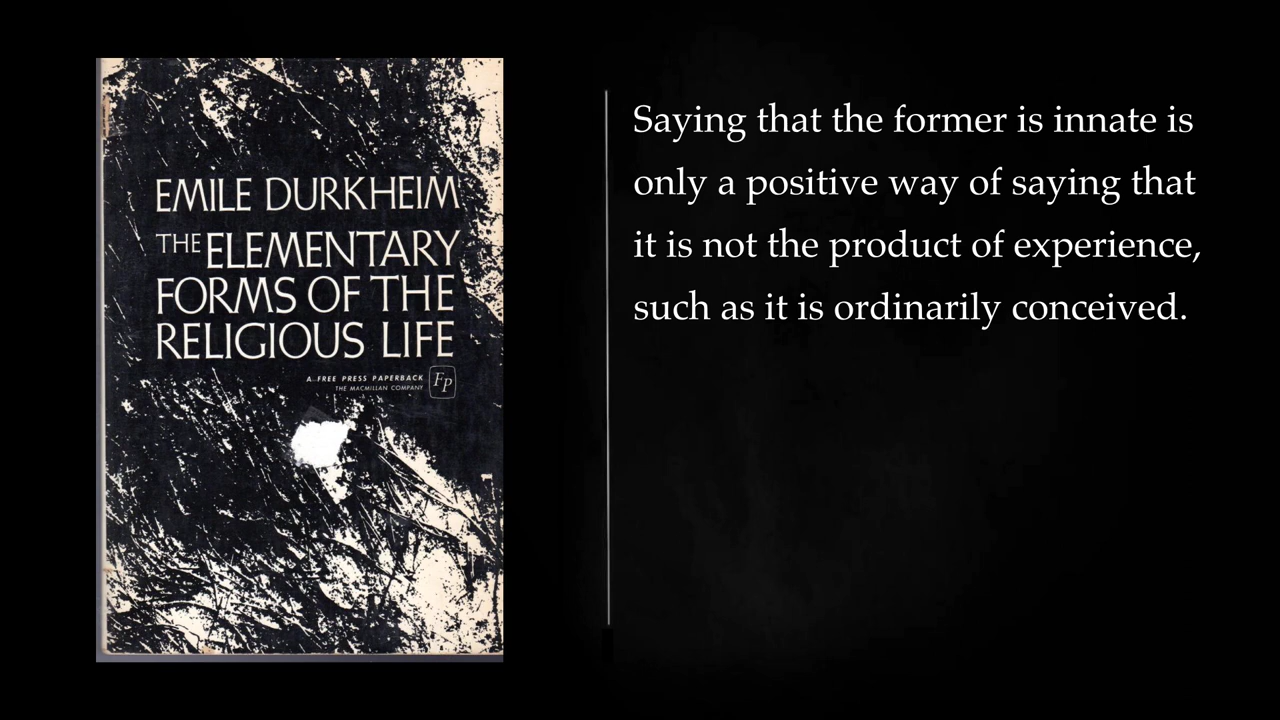 EMILE DURKHEIM
THE ELEMENTARY
FORMS OF THE
RELIGIOUS LIFE
A FREE PRESS PAPERBACK
THE MACMILLAN COMPANY
FP
Saying that the former is innate is
only a positive way of saying that
it is not the product of experience,
such as it is ordinarily conceived.